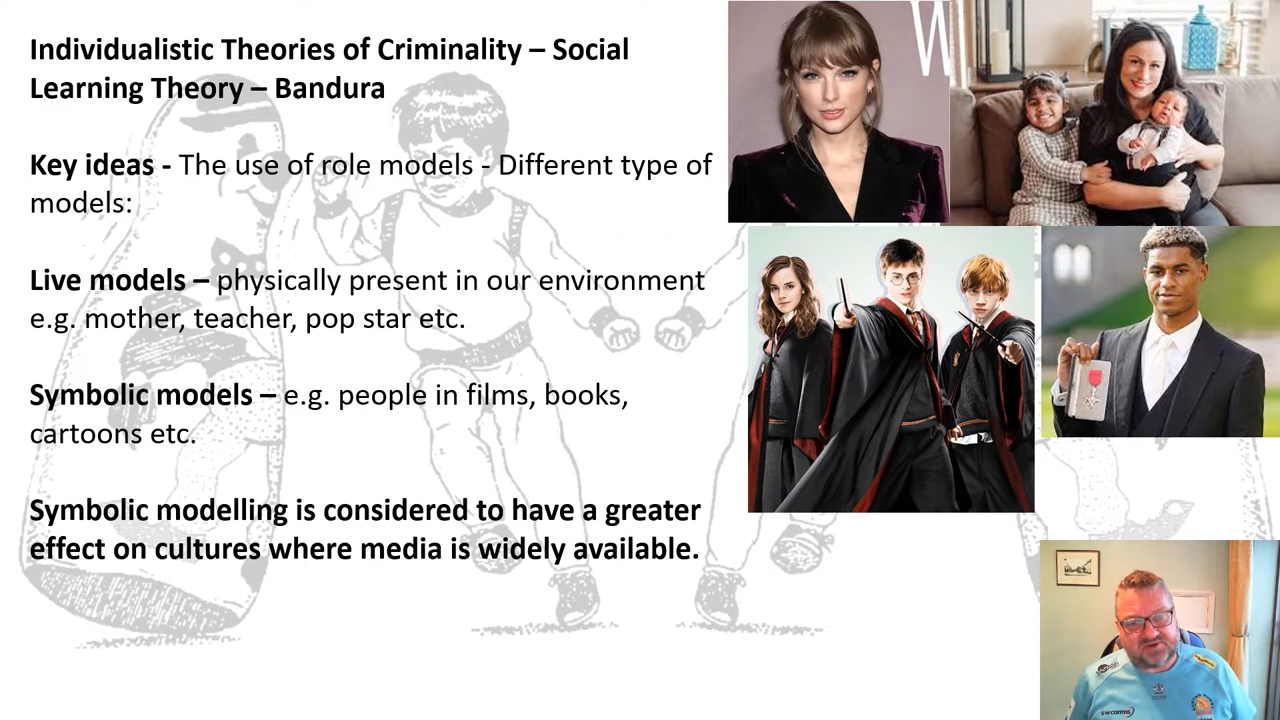 Individualistic Theories of Criminality – Social
Learning Theory – Bandura
Key ideas - The use of role models - Different type of
models:
Live models – physically present in our environment
e.g. mother, teacher, pop star etc.
Symbolic models – e.g. people in films, books,
cartoons etc.
Symbolic modelling is considered to have a greater
effect on cultures where media is widely available.
W
swcomms